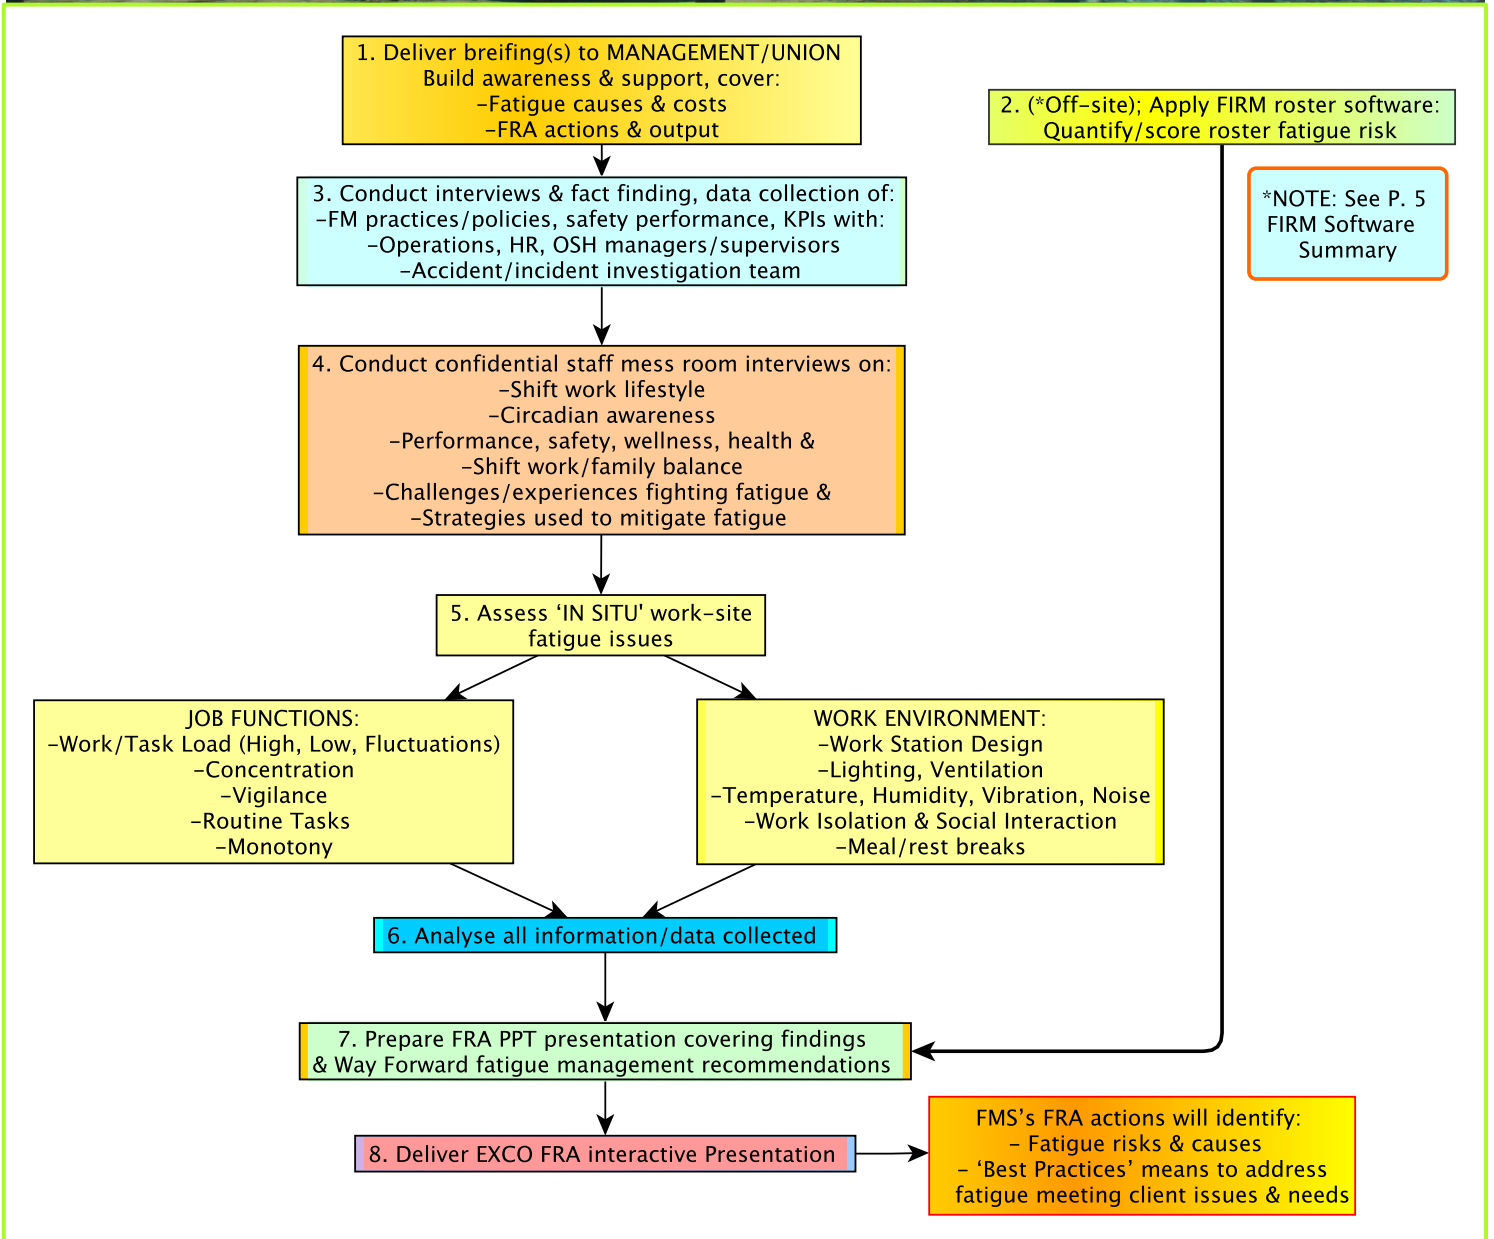 1. Deliver breifing(s) to MANAGEMENT/UNION
Build awareness & support, cover:
-Fatigue causes & costs
-FRA actions & output
2. (*Off-site); Apply FIRM roster software:
Quantify/score roster fatigue risk
*NOTE: See P. 5
FIRM Software
Summary
3. Conduct interviews & fact finding, data collection of:
-FM practices/policies, safety performance, KPIs with:
-Operations, HR, OSH managers/supervisors
-Accident/incident investigation team
4. Conduct confidential staff mess room interviews on:
-Shift work lifestyle
-Circadian awareness
-Performance, safety, wellness, health &
-Shift work/family balance
-Challenges/experiences fighting fatigue &
-Strategies used to mitigate fatigue
5. Assess ‘IN SITU' work-site
fatigue issues
JOB FUNCTIONS:
-Work/Task Load (High, Low, Fluctuations)
-Concentration
-Vigilance
-Routine Tasks
-Monotony
WORK ENVIRONMENT:
-Work Station Design
-Lighting, Ventilation
-Temperature, Humidity, Vibration, Noise
-Work Isolation & Social Interaction
-Meal/rest breaks
6. Analyse all information/data collected
7. Prepare FRA PPT presentation covering findings
& Way Forward fatigue management recommendations
8. Deliver EXCO FRA interactive Presentation
FMS’s FRA actions will identify:
- Fatigue risks & causes
- ‘Best Practices’ means to address
fatigue meeting client issues & needs